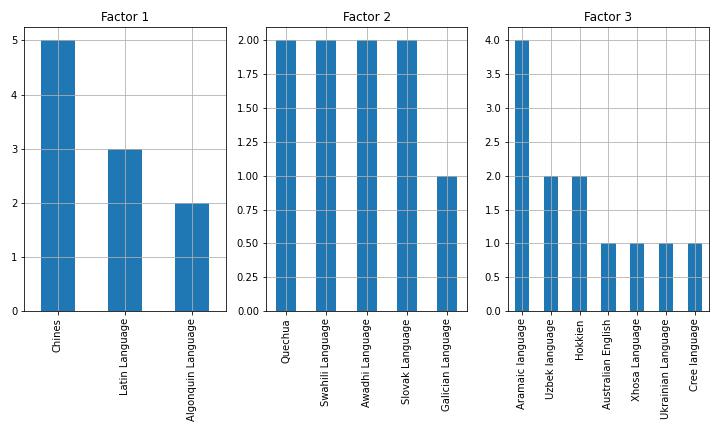 Factor 1
5
4
3
2
1
0
Chines
Latin Language
Algonquin Language
Factor 2
2.00
1.75
1.50
1.25
1.00
0.75
0.50
0.25
0.00
Quechua
Swahili Language
Awadhi Language
Slovak Language
Galician Language
Factor 3
4.0
3.5
3.0
2.5
2.0
1.5
1.0
0.5
0.0
Aramaic language
Uzbek language
Hokkien
Australian English
Xhosa Language
Ukrainian Language
Cree language